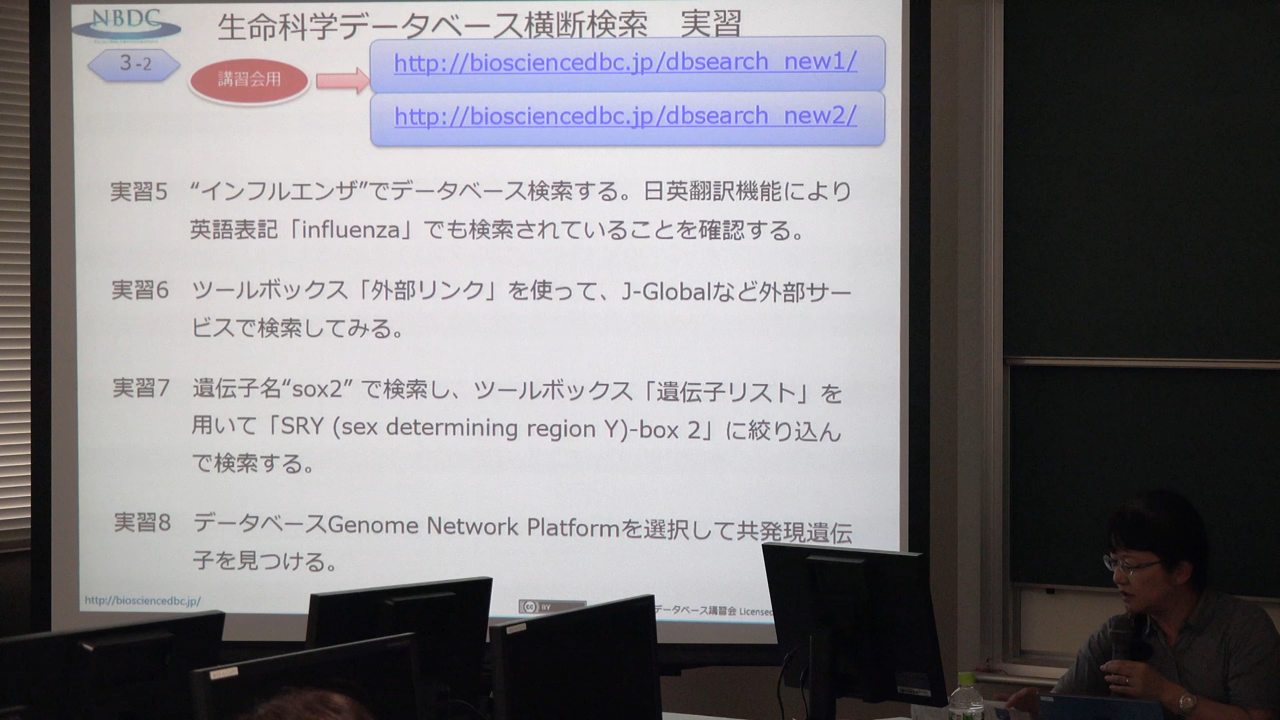 NBDC
生命科学データベース横断検索 実習
3-2
講習会用
http://biosciencedbc.jp/dbsearch_new1/
http://biosciencedbc.jp/dbsearch_new2/
実習5 “インフルエンザ”でデータベース検索する。日英翻訳機能により
英語表記「influenza」でも検索されていることを確認する。
実習6 ツールボックス「外部リンク」を使って、J-Globalなど外部サー
ビスで検索してみる。
実習7 遺伝子名“sox2” で検索し、ツールボックス「遺伝子リスト」を
用いて「SRY (sex determining region Y)-box 2」に絞り込ん
で検索する。
実習8 データベースGenome Network Platformを選択して共発現遺伝
子を見つける。
http://biosciencedbc.jp/
cc BY
データベース講習会 Licensed